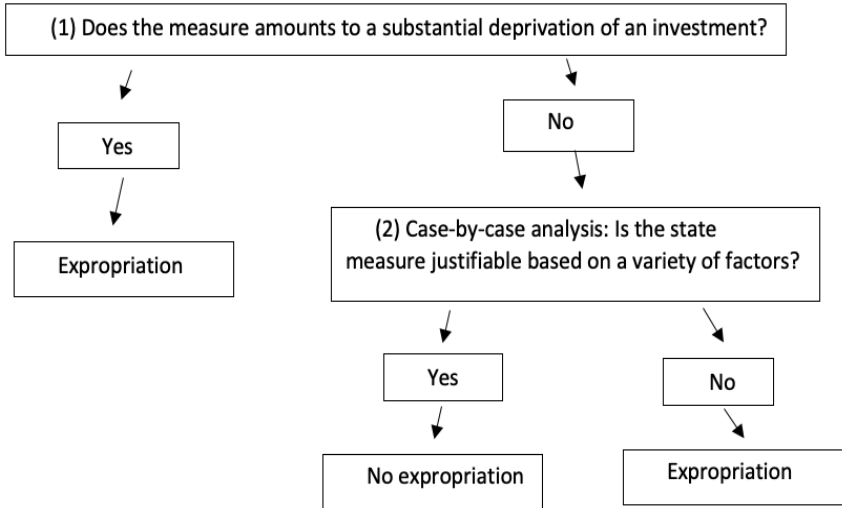 (1) Does the measure amounts to a substantial deprivation of an investment?
Yes
No
Expropriation
(2) Case-by-case analysis: Is the state
measure justifiable based on a variety of factors?
Yes
No
No expropriation
Expropriation